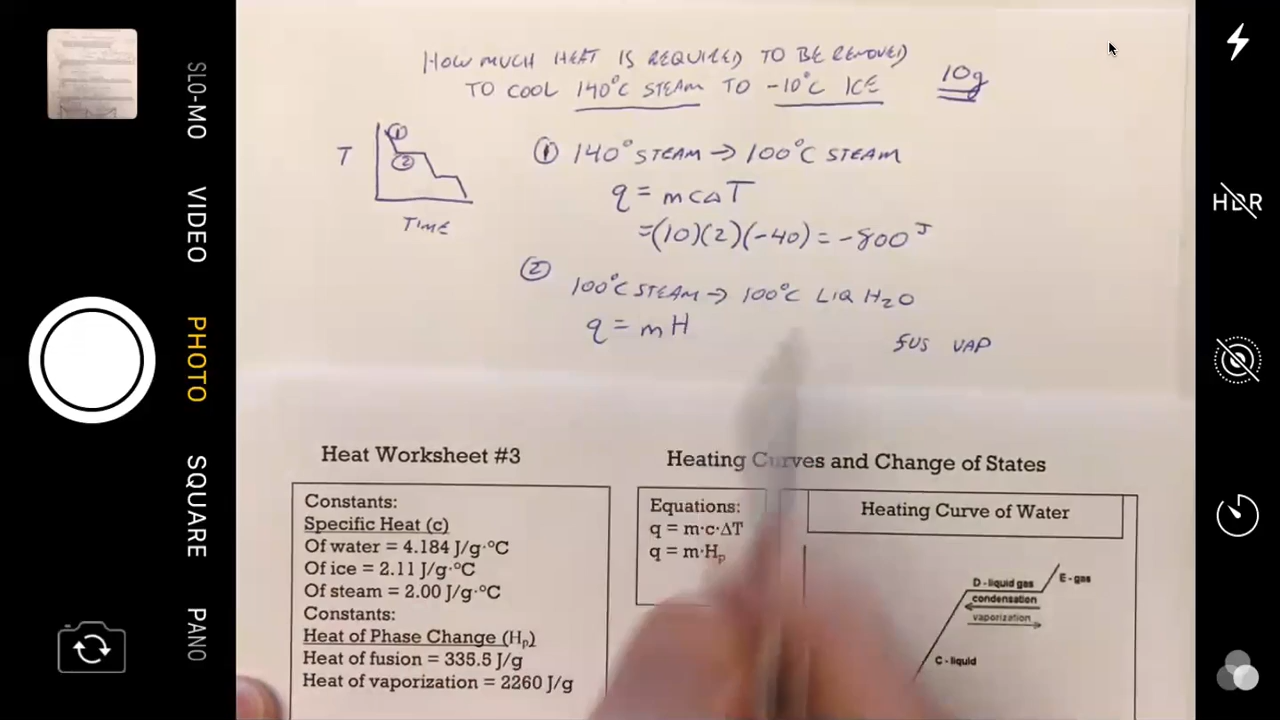 HOW MUCH HEAT IS REQUIRED TO BE REMOVED
TO COOL 140°C STEAM TO -10°C ICE
10g
T
①
②
TIME
① 140° STEAM → 100°C STEAM
q = mc△T
=(10)(2)(-40) = -800 J
② 100°C STEAM → 100°C LIQ H₂O
q = mH
FUS VAP
Heat Worksheet #3
Heating Curves and Change of States
Constants:
Specific Heat (c)
Of water = 4.184 J/g·°C
Of ice = 2.11 J/g·°C
Of steam = 2.00 J/g·°C
Constants:
Heat of Phase Change (Hₚ)
Heat of fusion = 335.5 J/g
Heat of vaporization = 2260 J/g
Equations:
q = m·c·ΔT
q = m·Hₚ
Heating Curve of Water
D - liquid gas
E - gas
condensation
vaporization
C - liquid
SLO-MO
VIDEO
PHOTO
SQUARE
PANO
HDR